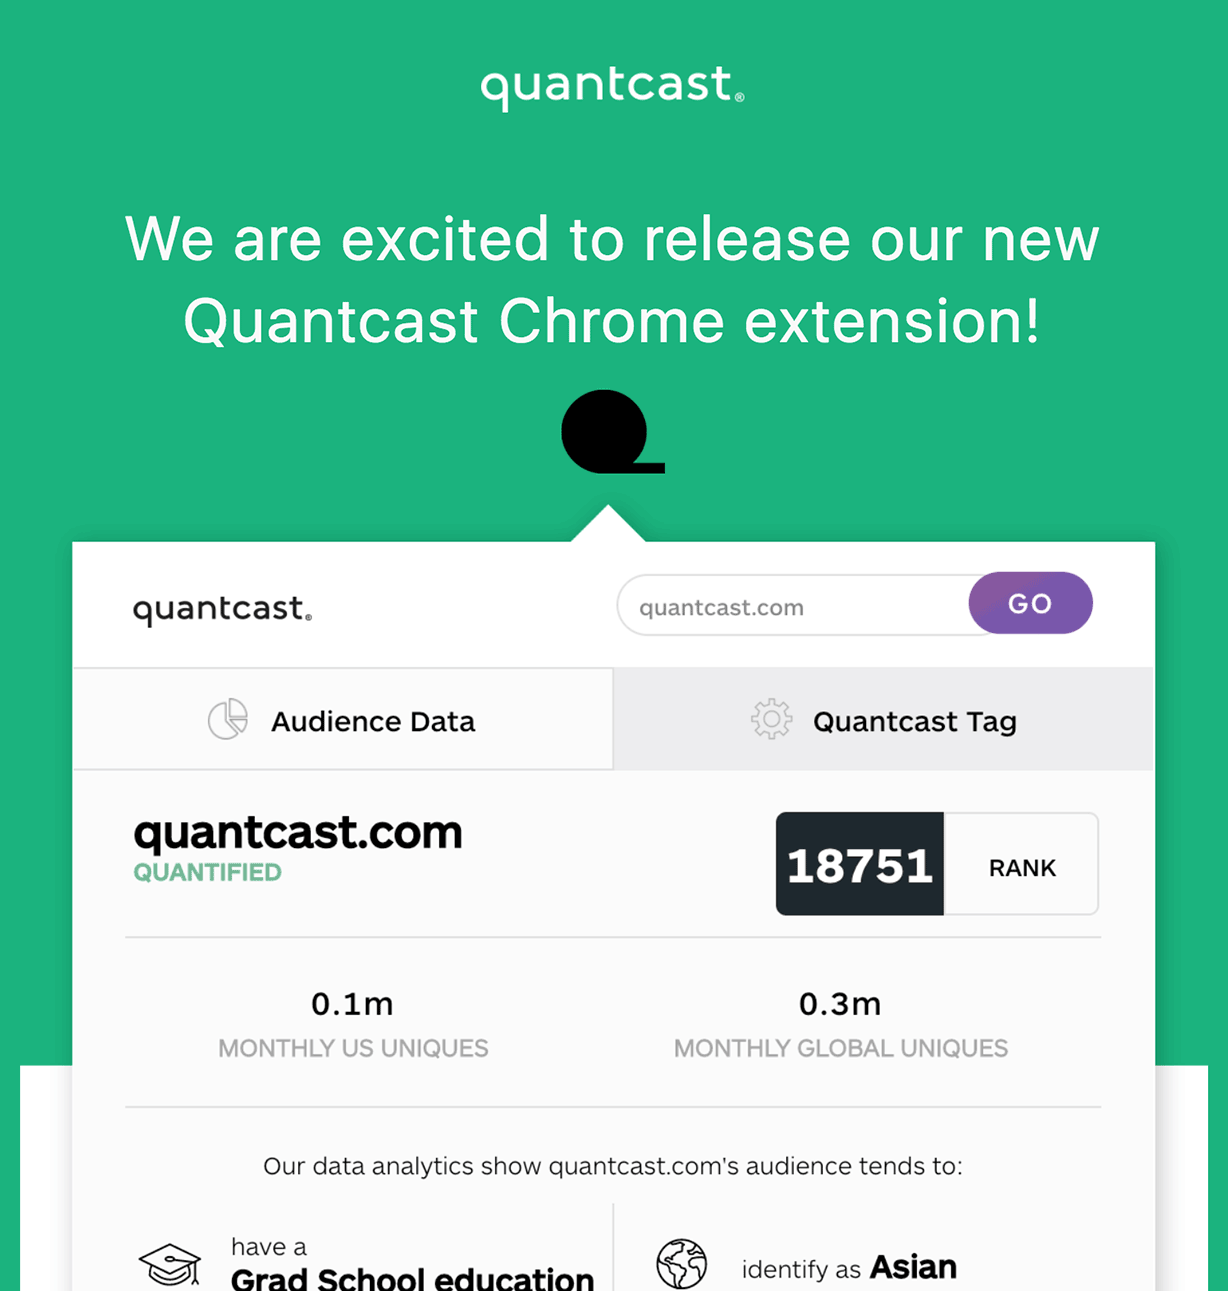 quantcast®
We are excited to release our new
Quantcast Chrome extension!
quantcast®
quantcast.com
GO
Audience Data
Quantcast Tag
quantcast.com
QUANTIFIED
18751
RANK
0.1m
MONTHLY US UNIQUES
0.3m
MONTHLY GLOBAL UNIQUES
Our data analytics show quantcast.com's audience tends to:
have a
Grad School education
identify as Asian